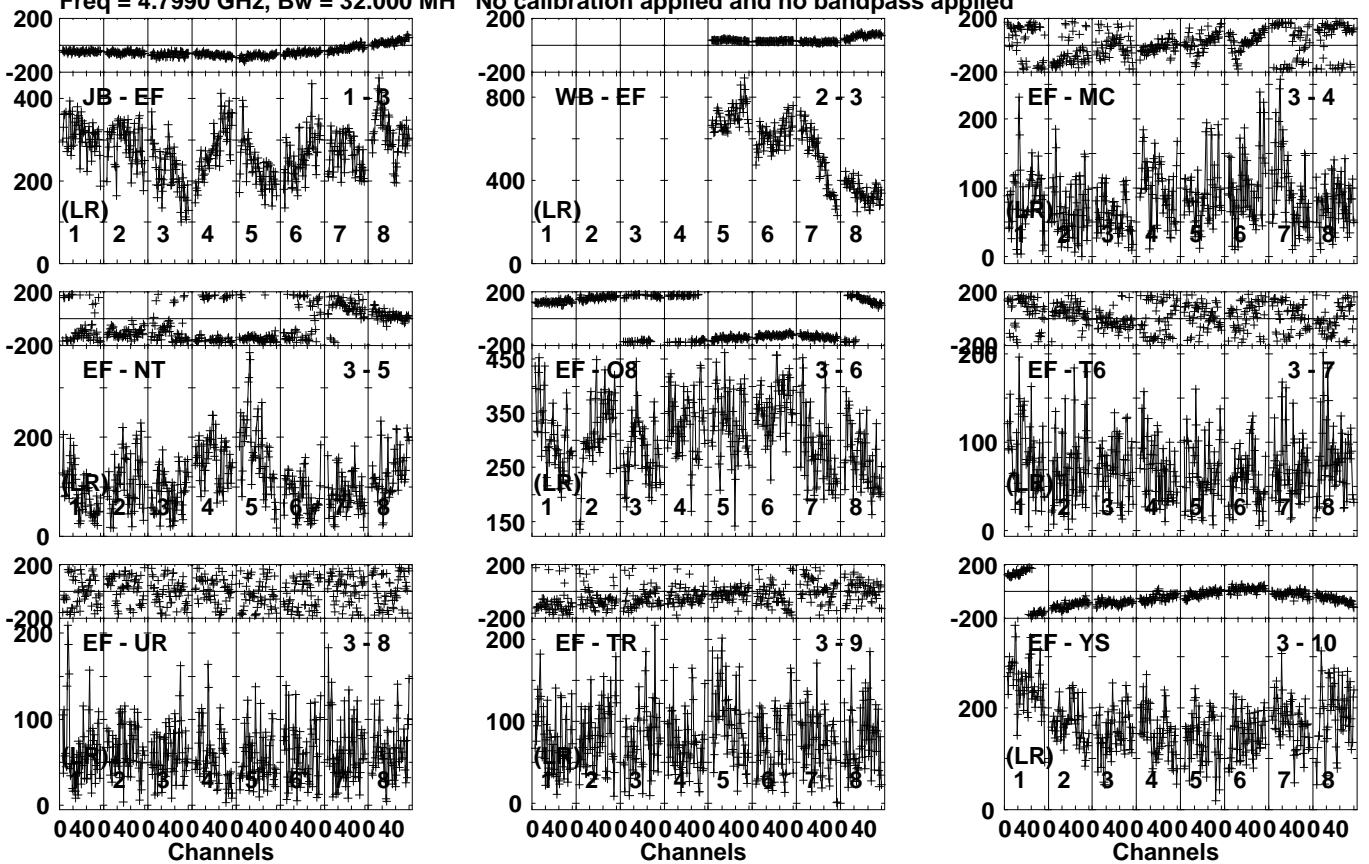 Freq = 4.7990 GHz, Bw = 32.000 MH No calibration applied and no bandpass applied
200
-200
JB - EF 1 - 3
400
200
0
(LR)
1 2 3 4 5 6 7 8
200
-200
WB - EF 2 - 3
800
400
0
(LR)
1 2 3 4 5 6 7 8
200
-200
EF - MC 3 - 4
200
100
0
(LR)
1 2 3 4 5 6 7 8
200
-200
EF - NT 3 - 5
200
0
(LR)
1 2 3 4 5 6 7 8
200
-200
EF - O8 3 - 6
450
350
250
150
(LR)
1 2 3 4 5 6 7 8
200
-200
EF - T6 3 - 7
200
100
0
(LR)
1 2 3 4 5 6 7 8
200
-200
EF - UR 3 - 8
200
100
0
(LR)
1 2 3 4 5 6 7 8
0 40 0 40 0 40 0 40 0 40 0 40 0 40 0 40
Channels
200
-200
EF - TR 3 - 9
200
100
0
(LR)
1 2 3 4 5 6 7 8
0 40 0 40 0 40 0 40 0 40 0 40 0 40 0 40
Channels
200
-200
EF - YS 3 - 10
200
0
(LR)
1 2 3 4 5 6 7 8
0 40 0 40 0 40 0 40 0 40 0 40 0 40 0 40
Channels